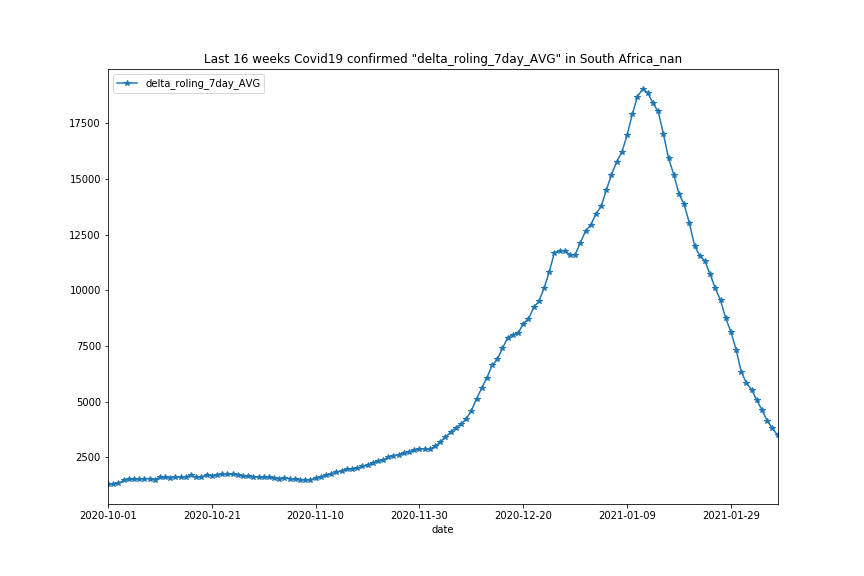 Last 16 weeks Covid19 confirmed "delta_roling_7day_AVG" in South Africa_nan
delta_roling_7day_AVG
17500
15000
12500
10000
7500
5000
2500
2020-10-01 2020-10-21 2020-11-10 2020-11-30 2020-12-20 2021-01-09 2021-01-29
date